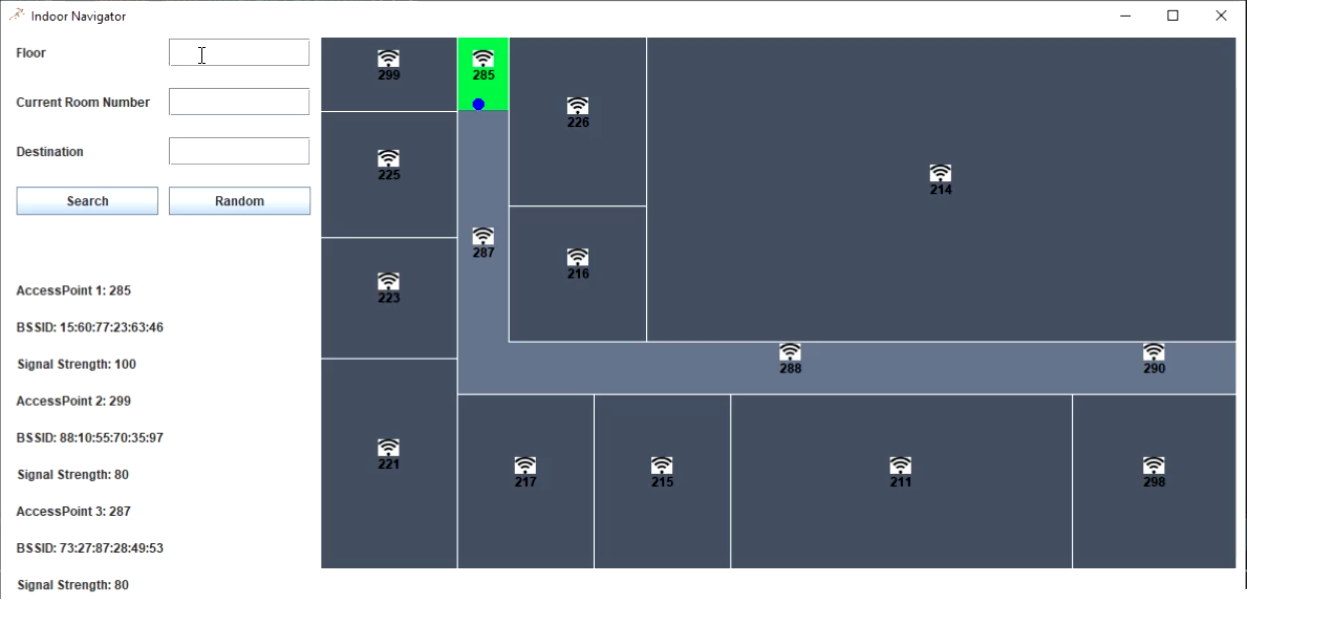 Indoor Navigator
Floor
Current Room Number
Destination
Search
Random
AccessPoint 1: 285
BSSID: 15:60:77:23:63:46
Signal Strength: 100
AccessPoint 2: 299
BSSID: 88:10:55:70:35:97
Signal Strength: 80
AccessPoint 3: 287
BSSID: 73:27:87:28:49:53
Signal Strength: 80
299
285
226
225
214
287
216
223
288
290
221
217
215
211
298